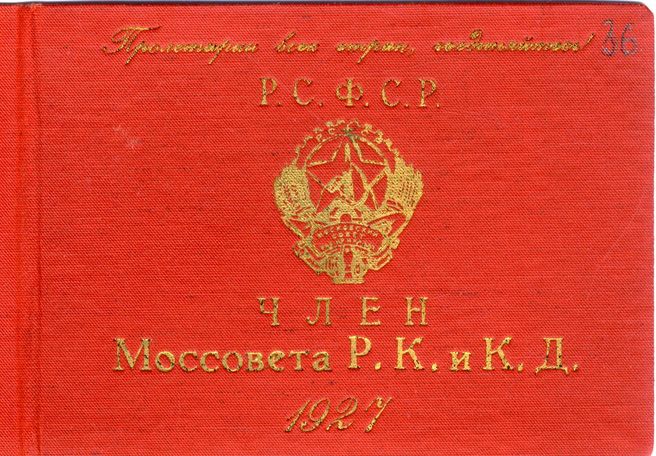 Пролетарии всех стран, соединяйтесь! 36
Р. С. Ф. С. Р.
ЧЛЕН
Моссовета Р. К. и К. Д.
1927